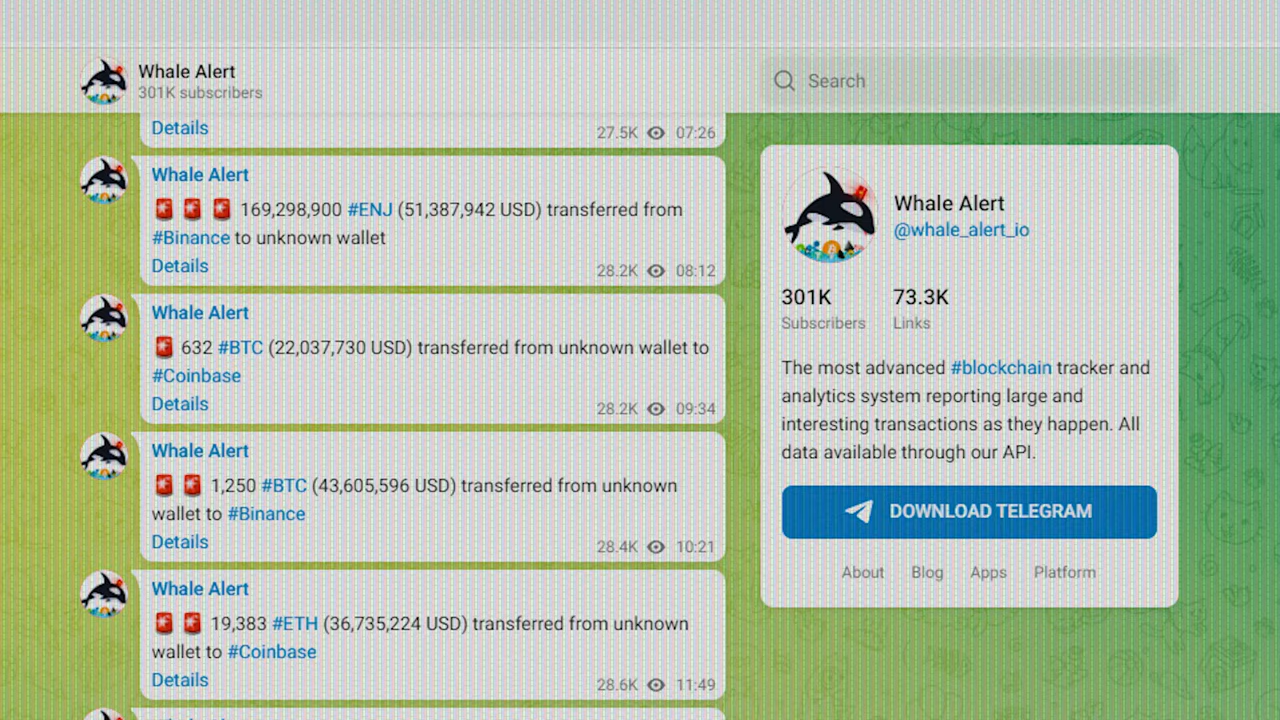 Whale Alert
301K subscribers
Search
Details
27.5K 07:26
Whale Alert
169,298,900 #ENJ (51,387,942 USD) transferred from
#Binance to unknown wallet
Details
28.2K 08:12
Whale Alert
632 #BTC (22,037,730 USD) transferred from unknown wallet to
#Coinbase
Details
28.2K 09:34
Whale Alert
1,250 #BTC (43,605,596 USD) transferred from unknown
wallet to #Binance
Details
28.4K 10:21
Whale Alert
19,383 #ETH (36,735,224 USD) transferred from unknown
wallet to #Coinbase
Details
28.6K 11:49
Whale Alert
@whale_alert_io
301K 73.3K
Subscribers Links
The most advanced #blockchain tracker and
analytics system reporting large and
interesting transactions as they happen. All
data available through our API.
DOWNLOAD TELEGRAM
About Blog Apps Platform